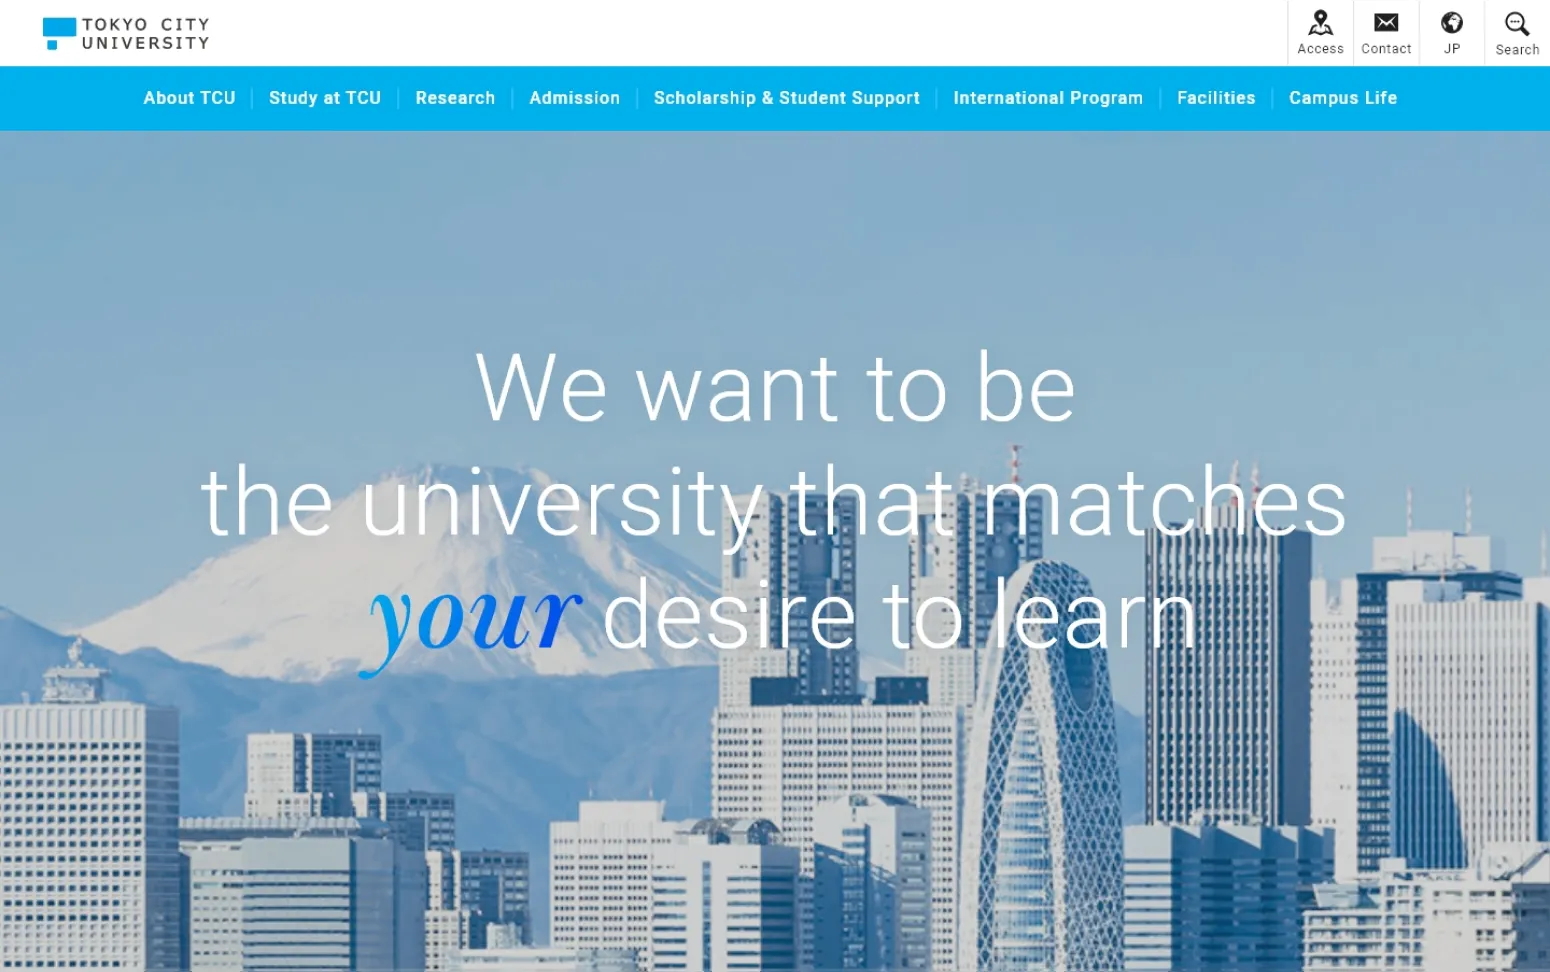 TOKYO CITY
UNIVERSITY
Access
Contact
JP
Search
About TCU
Study at TCU
Research
Admission
Scholarship & Student Support
International Program
Facilities
Campus Life
We want to be
the university that matches
your desire to learn